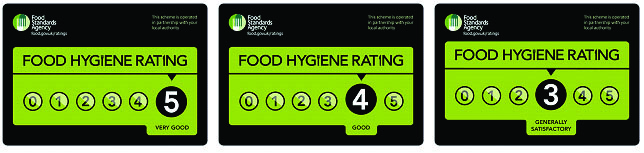 Food
Standards
Agency
food.gov.uk/ratings
This scheme is operated
in partnership with your
local authority
FOOD HYGIENE RATING
0 1 2 3 4 5
VERY GOOD
Food
Standards
Agency
food.gov.uk/ratings
This scheme is operated
in partnership with your
local authority
FOOD HYGIENE RATING
0 1 2 3 4 5
GOOD
Food
Standards
Agency
food.gov.uk/ratings
This scheme is operated
in partnership with your
local authority
FOOD HYGIENE RATING
0 1 2 3 4 5
GENERALLY
SATISFACTORY